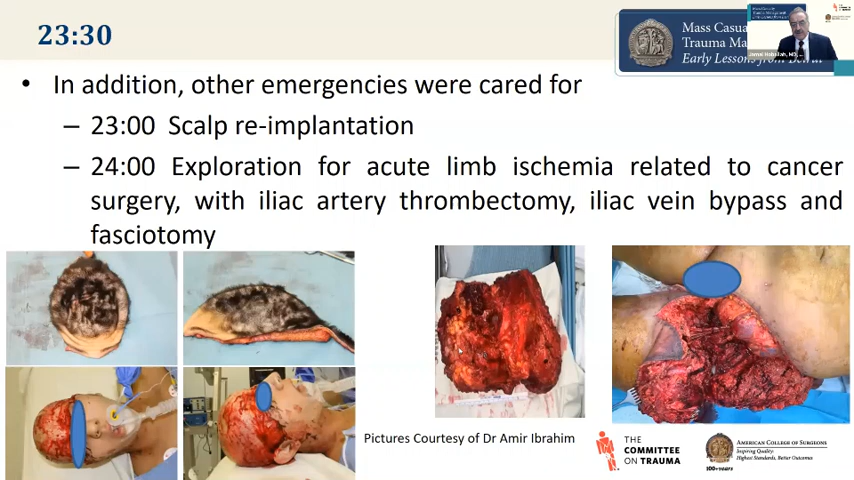 23:30
Mass Casua
Trauma Ma
Early Lessons from Beirut
• In addition, other emergencies were cared for
– 23:00 Scalp re-implantation
– 24:00 Exploration for acute limb ischemia related to cancer
surgery, with iliac artery thrombectomy, iliac vein bypass and
fasciotomy
Pictures Courtesy of Dr Amir Ibrahim
THE
COMMITTEE
ON TRAUMA
AMERICAN COLLEGE OF SURGEONS
Inspiring Quality:
Highest Standards, Better Outcomes
100+years